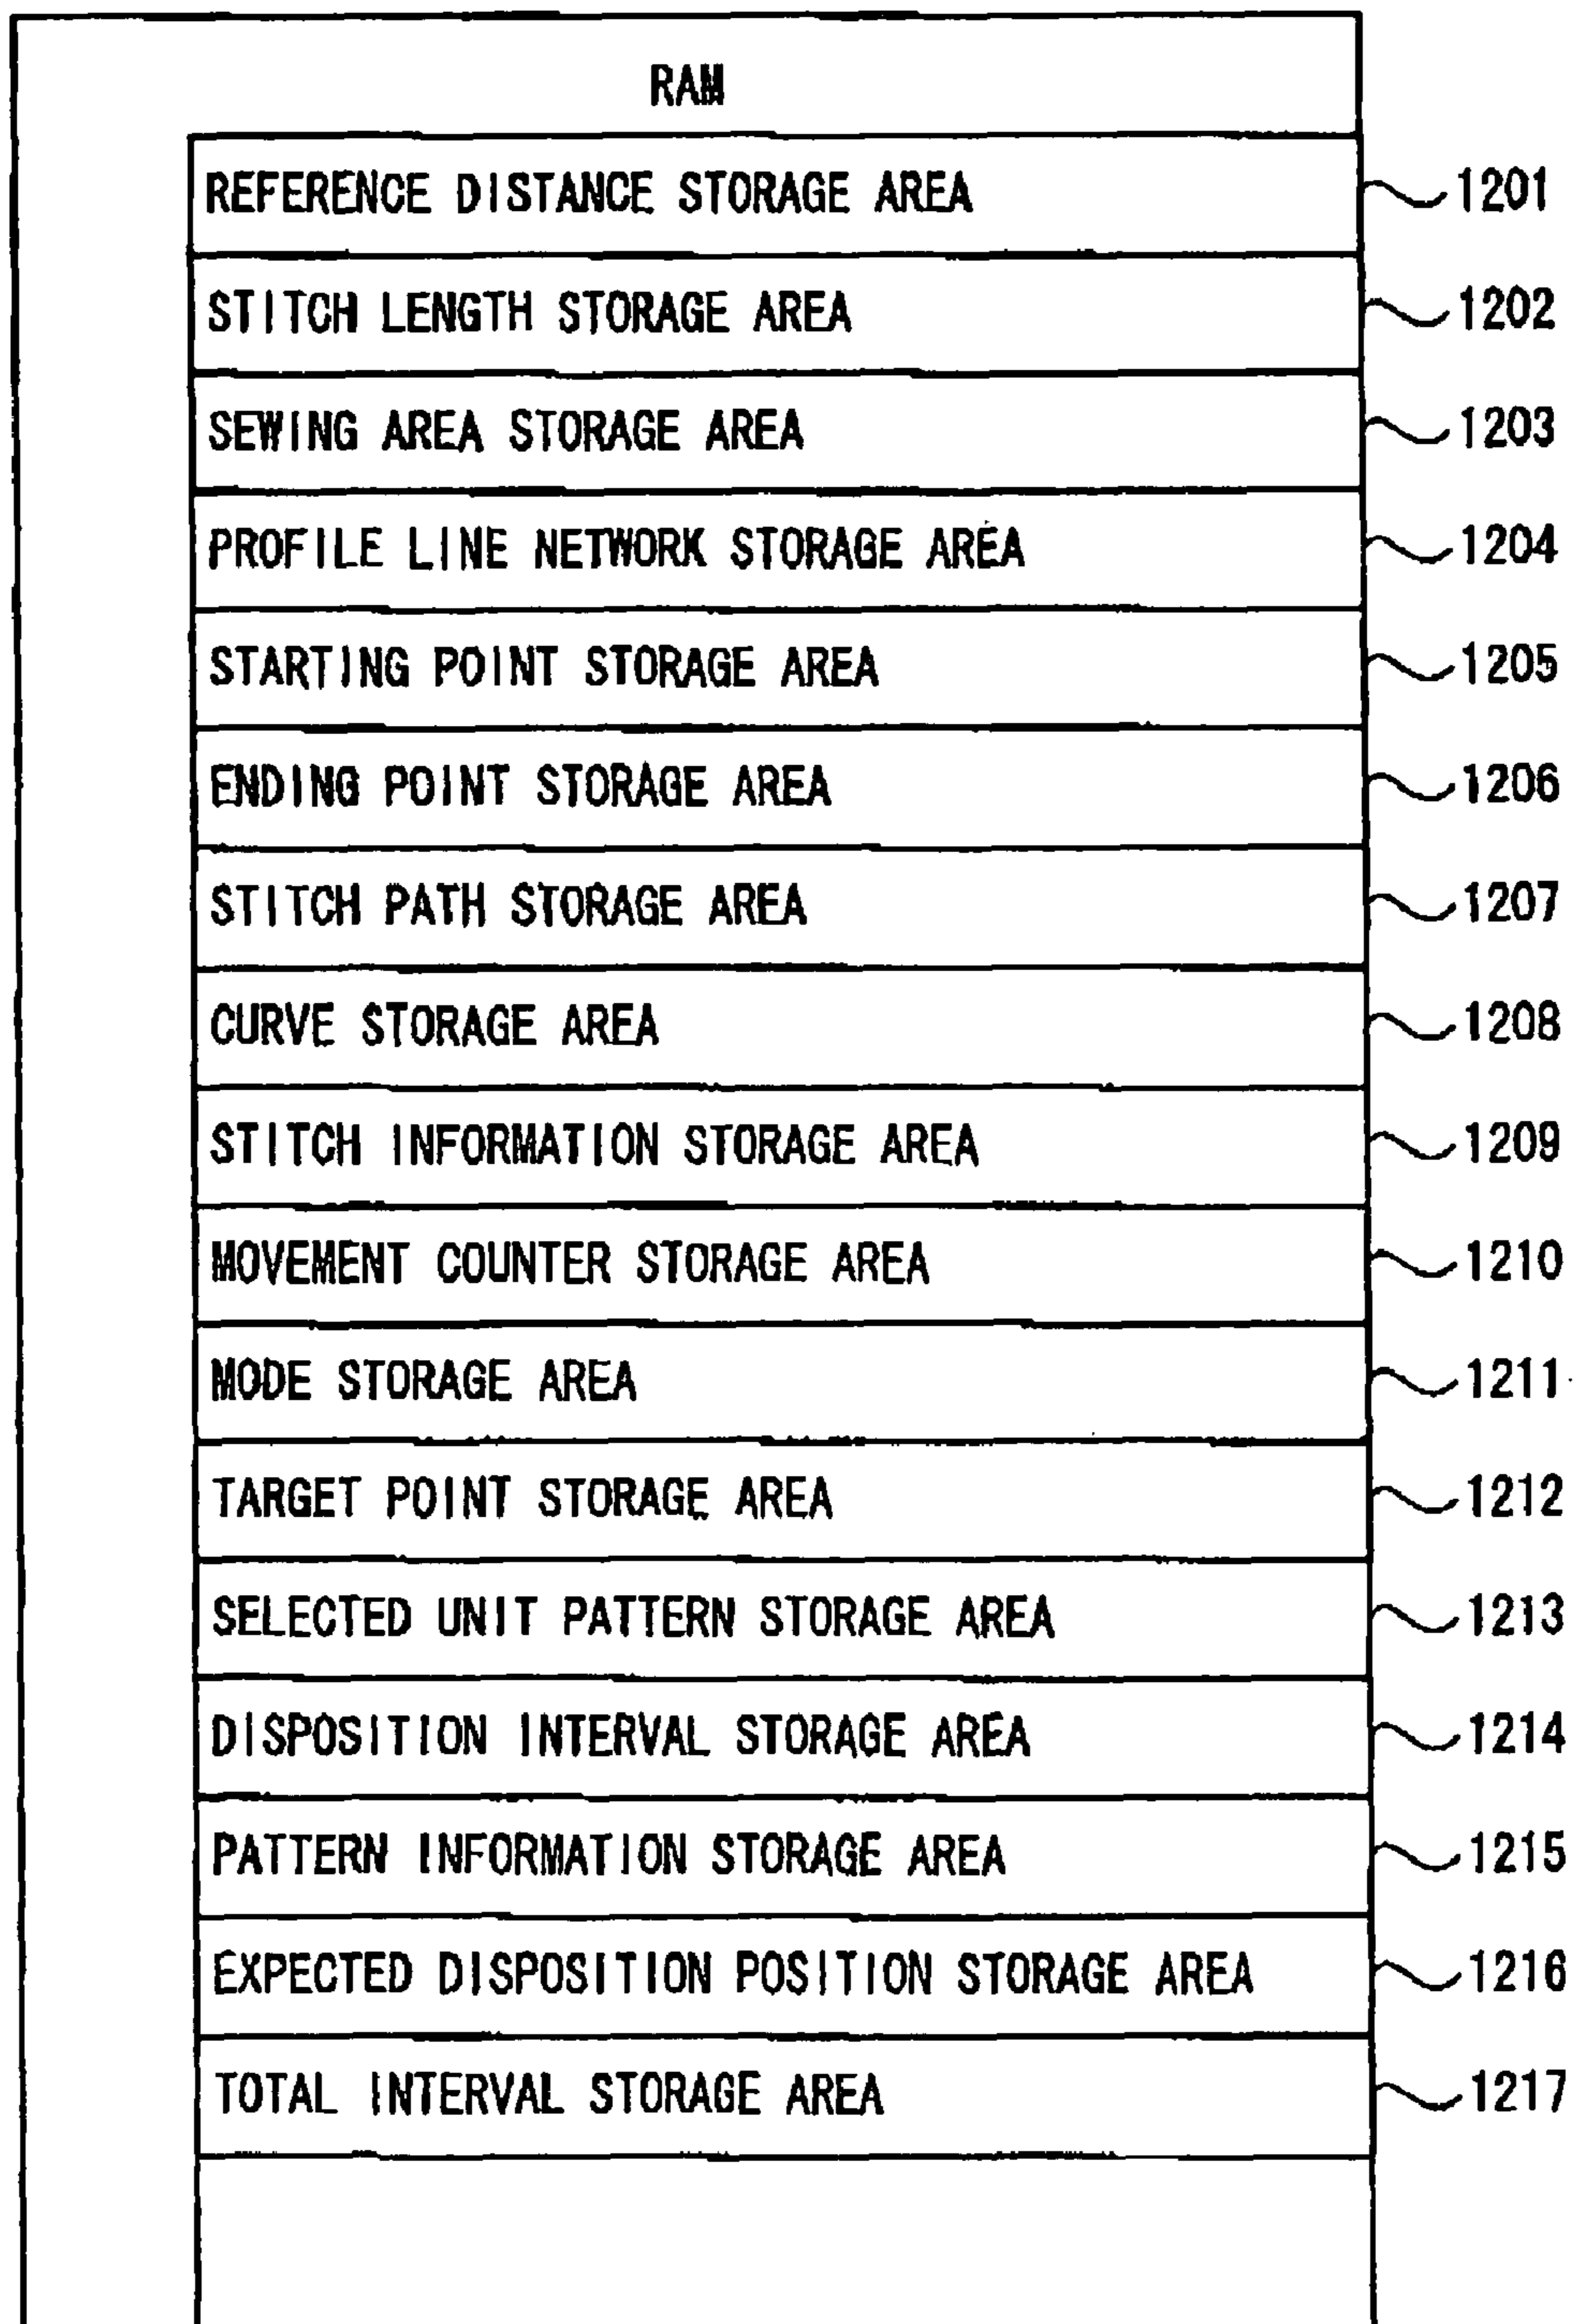 RAM
REFERENCE DISTANCE STORAGE AREA 1201
STITCH LENGTH STORAGE AREA 1202
SEWING AREA STORAGE AREA 1203
PROFILE LINE NETWORK STORAGE AREA 1204
STARTING POINT STORAGE AREA 1205
ENDING POINT STORAGE AREA 1206
STITCH PATH STORAGE AREA 1207
CURVE STORAGE AREA 1208
STITCH INFORMATION STORAGE AREA 1209
MOVEMENT COUNTER STORAGE AREA 1210
MODE STORAGE AREA 1211
TARGET POINT STORAGE AREA 1212
SELECTED UNIT PATTERN STORAGE AREA 1213
DISPOSITION INTERVAL STORAGE AREA 1214
PATTERN INFORMATION STORAGE AREA 1215
EXPECTED DISPOSITION POSITION STORAGE AREA 1216
TOTAL INTERVAL STORAGE AREA 1217